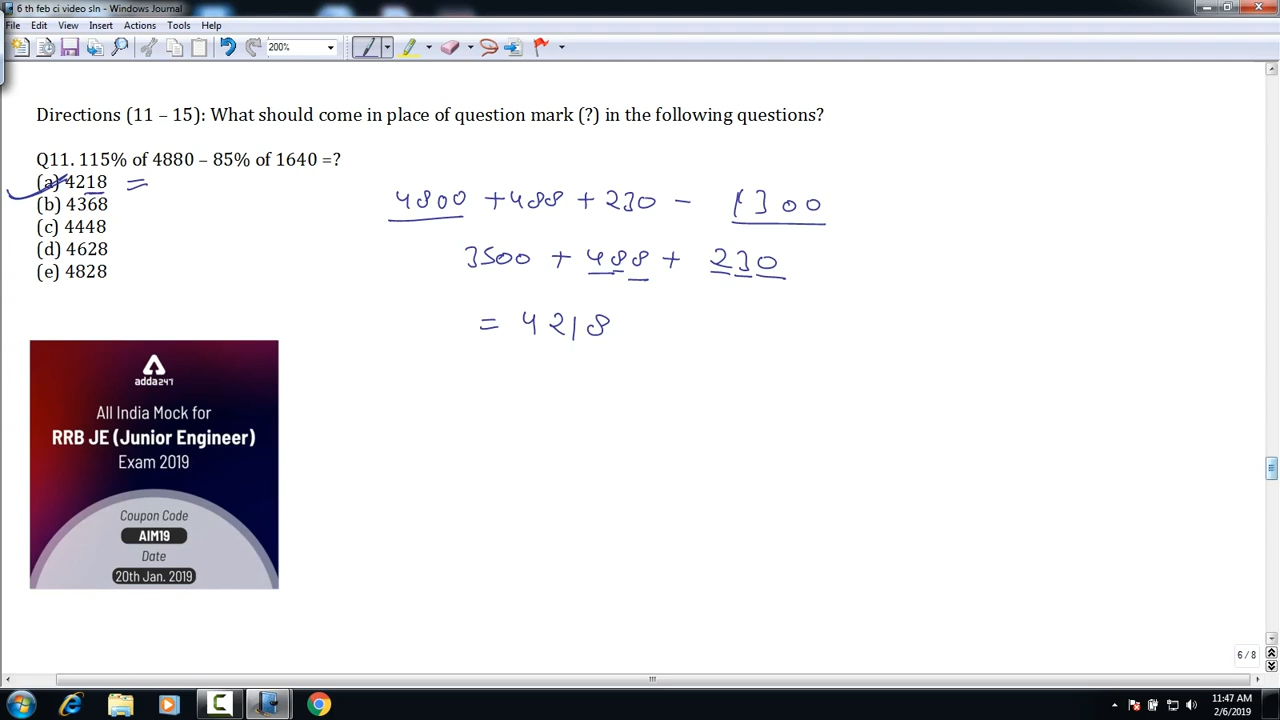 6 th feb ci video sln - Windows Journal
File Edit View Insert Actions Tools Help
200%
Directions (11 – 15): What should come in place of question mark (?) in the following questions?
Q11. 115% of 4880 – 85% of 1640 =?
(a) 4218 =
(b) 4368
(c) 4448
(d) 4628
(e) 4828
4800 +488 + 230 - 1300
3500 + 488 + 230
= 4218
adda247
All India Mock for
RRB JE (Junior Engineer)
Exam 2019
Coupon Code
AIM19
Date
20th Jan. 2019
6 / 8
11:47 AM
2/6/2019